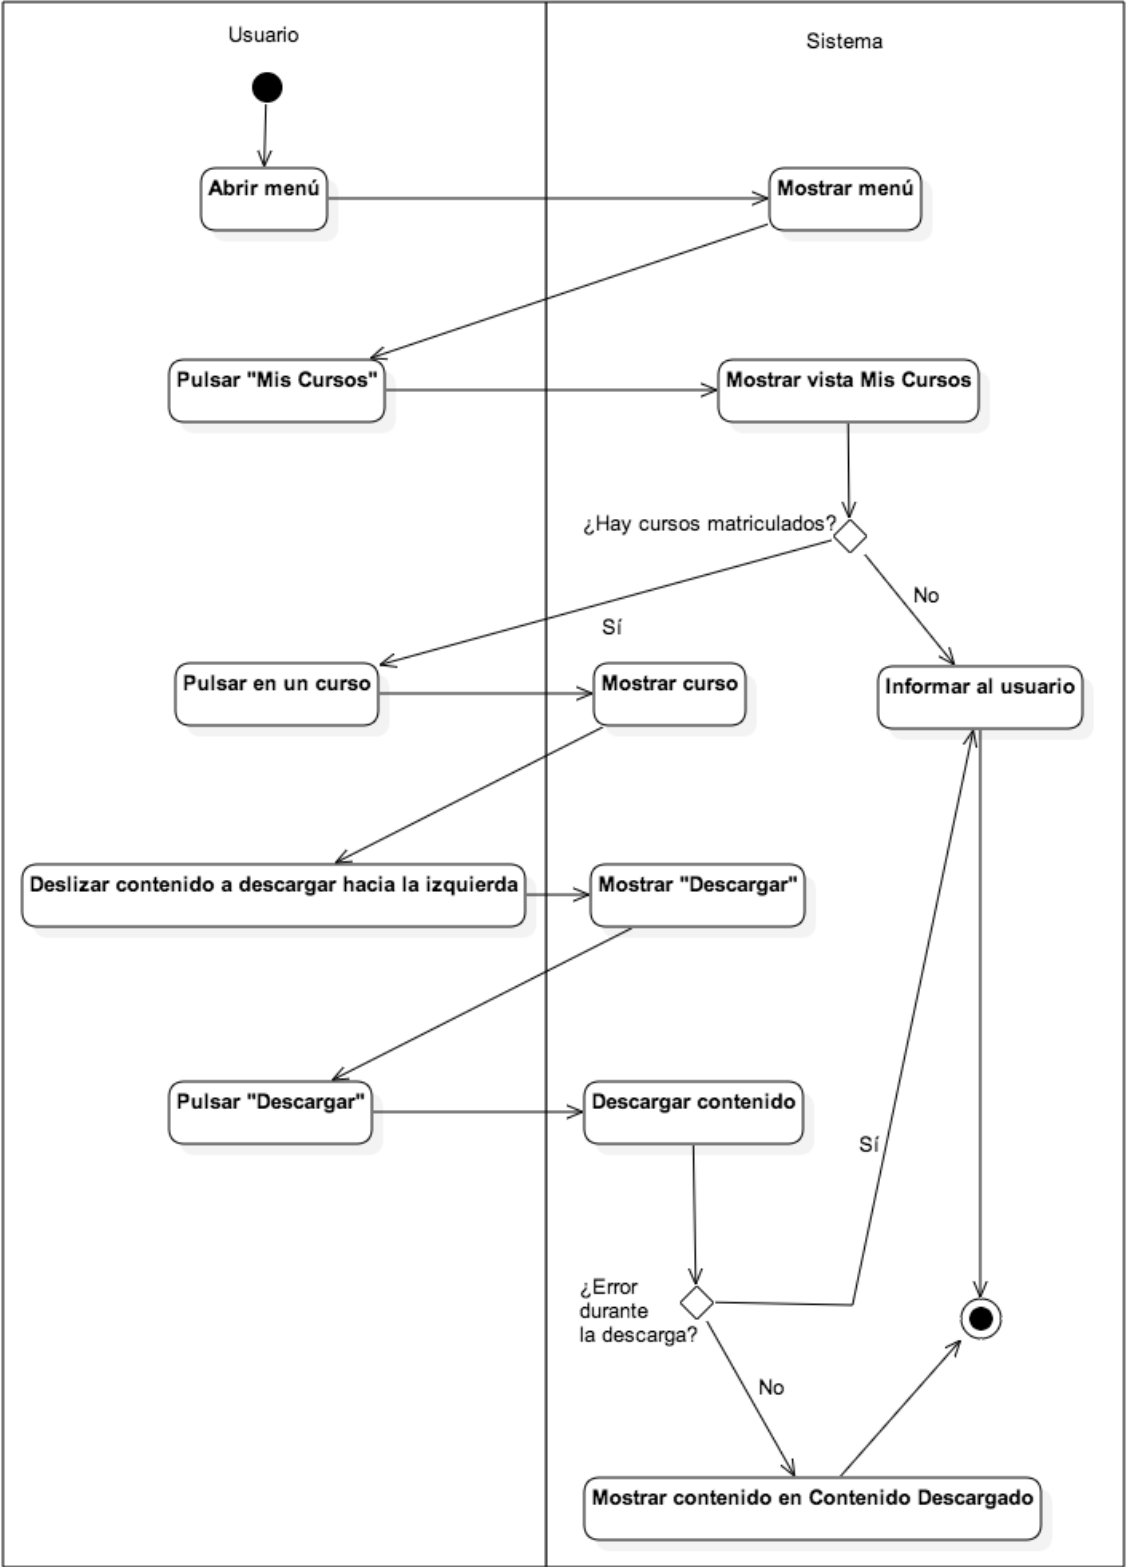 Usuario
Sistema
Abrir menú
Mostrar menú
Pulsar "Mis Cursos"
Mostrar vista Mis Cursos
¿Hay cursos matriculados?
No
Sí
Pulsar en un curso
Mostrar curso
Informar al usuario
Deslizar contenido a descargar hacia la izquierda
Mostrar "Descargar"
Pulsar "Descargar"
Descargar contenido
Sí
¿Error
durante
la descarga?
No
Mostrar contenido en Contenido Descargado